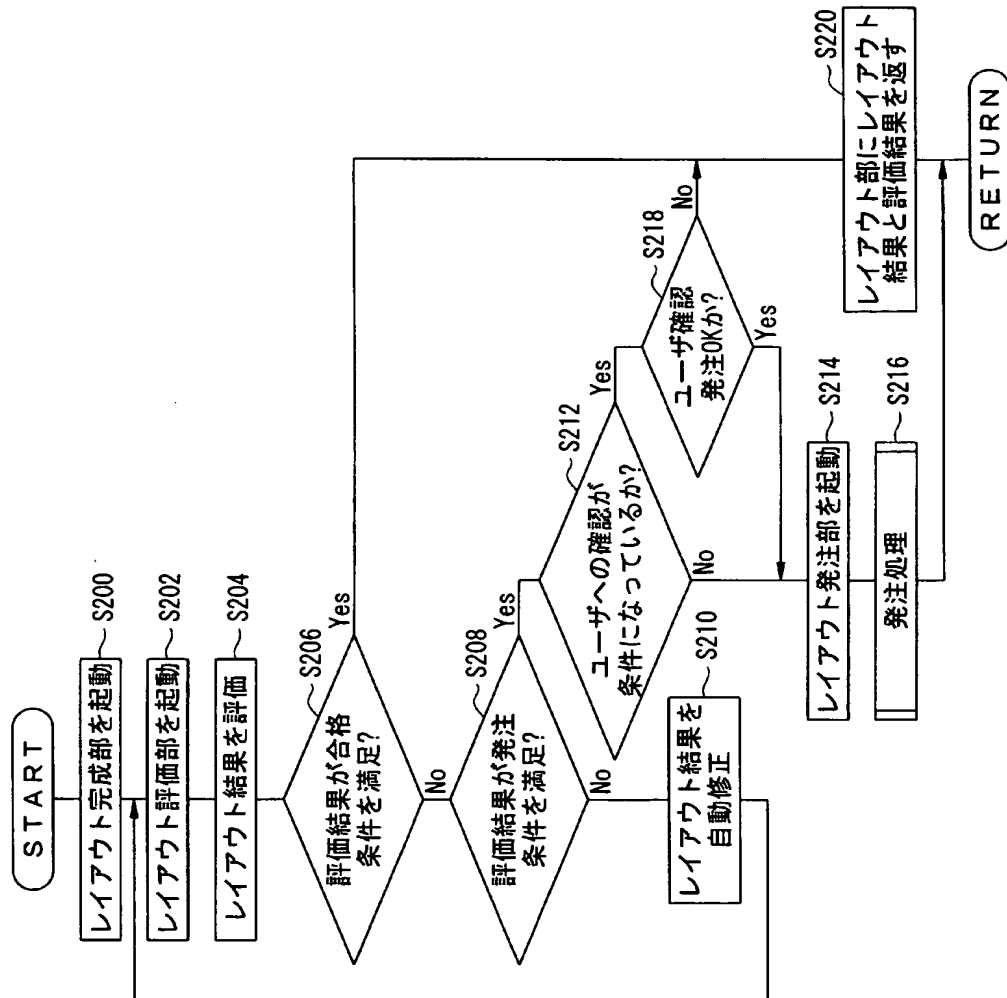 START
レイアウト完成部を起動
S200
レイアウト評価部を起動
S202
レイアウト結果を評価
S204
評価結果が合格
条件を満足?
S206
Yes
No
評価結果が発注
条件を満足?
S208
Yes
No
レイアウト結果を
自動修正
S210
ユーザへの確認が
条件になっているか?
S212
Yes
No
ユーザ確認
発注OKか?
S218
No
Yes
レイアウト発注部を起動
S214
発注処理
S216
レイアウト部にレイアウト
結果と評価結果を返す
S220
RETURN